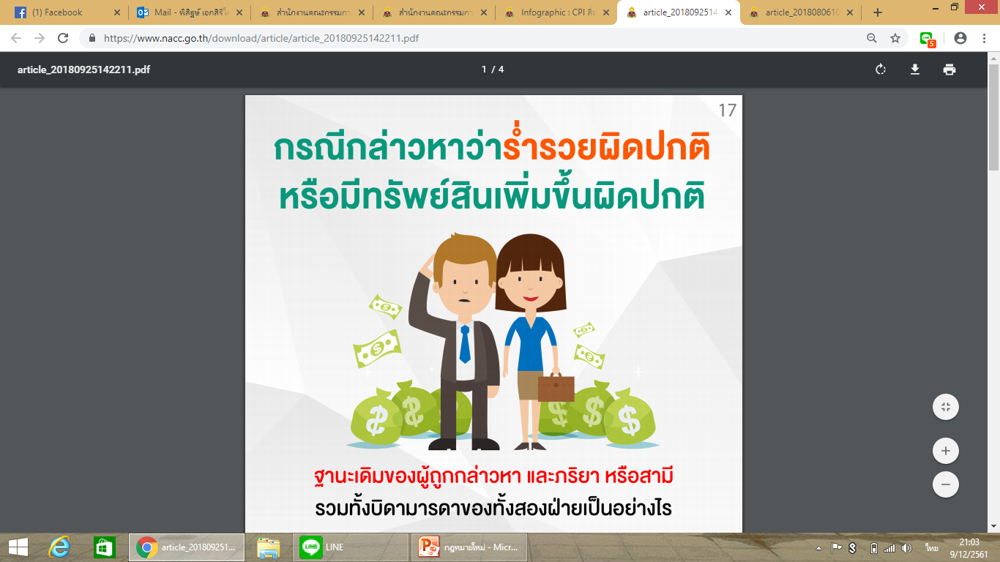 (1) Facebook
Mail - พิสิฐษ์ เอกสิริ
สำนักงานคณะกรรมกา
สำนักงานคณะกรรมกา
Infographic : CPI
article_2018092514
article_2018080610
https://www.nacc.go.th/download/article/article_20180925142211.pdf
5
article_20180925142211.pdf
1 / 4
17
กรณีกล่าวหาว่าร่ำรวยผิดปกติ
หรือมีทรัพย์สินเพิ่มขึ้นผิดปกติ
ฐานะเดิมของผู้ถูกกล่าวหา และภริยา หรือสามี
รวมทั้งบิดามารดาของทั้งสองฝ่ายเป็นอย่างไร
article_201809251...
LINE
กฎหมายใหม่ - Micr...
ไทย
21:03
9/12/2561